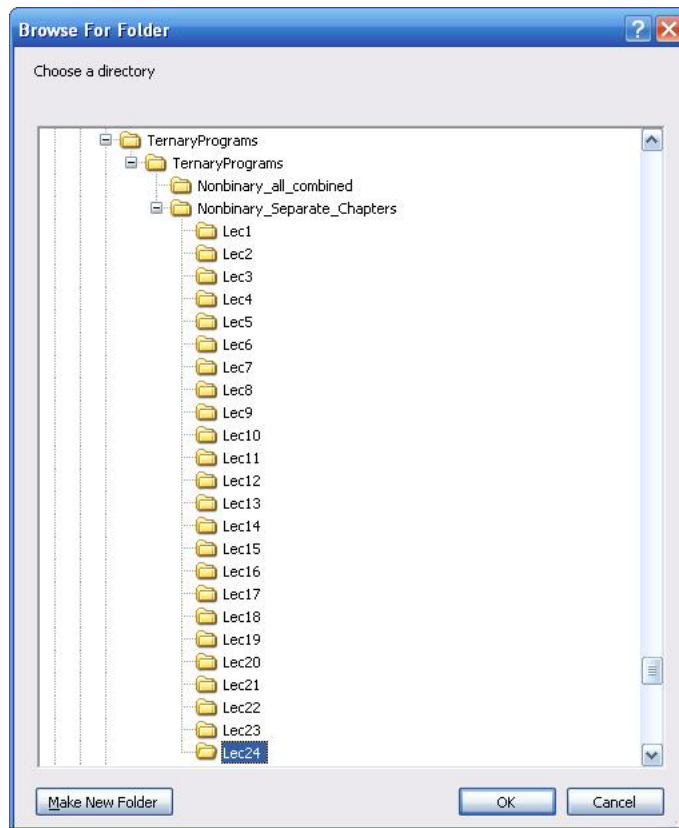 Browse For Folder
Choose a directory
TernaryPrograms
TernaryPrograms
Nonbinary_all_combined
Nonbinary_Separate_Chapters
Lec1
Lec2
Lec3
Lec4
Lec5
Lec6
Lec7
Lec8
Lec9
Lec10
Lec11
Lec12
Lec13
Lec14
Lec15
Lec16
Lec17
Lec18
Lec19
Lec20
Lec21
Lec22
Lec23
Lec24
Make New Folder OK Cancel